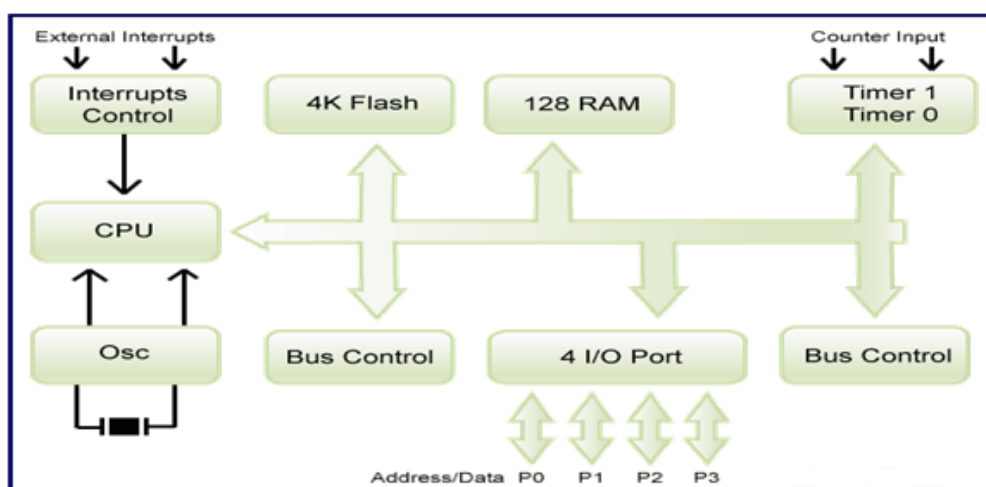 External Interrupts
Counter Input
Interrupts
Control
4K Flash
128 RAM
Timer 1
Timer 0
CPU
Osc
Bus Control
4 I/O Port
Bus Control
Address/Data P0 P1 P2 P3